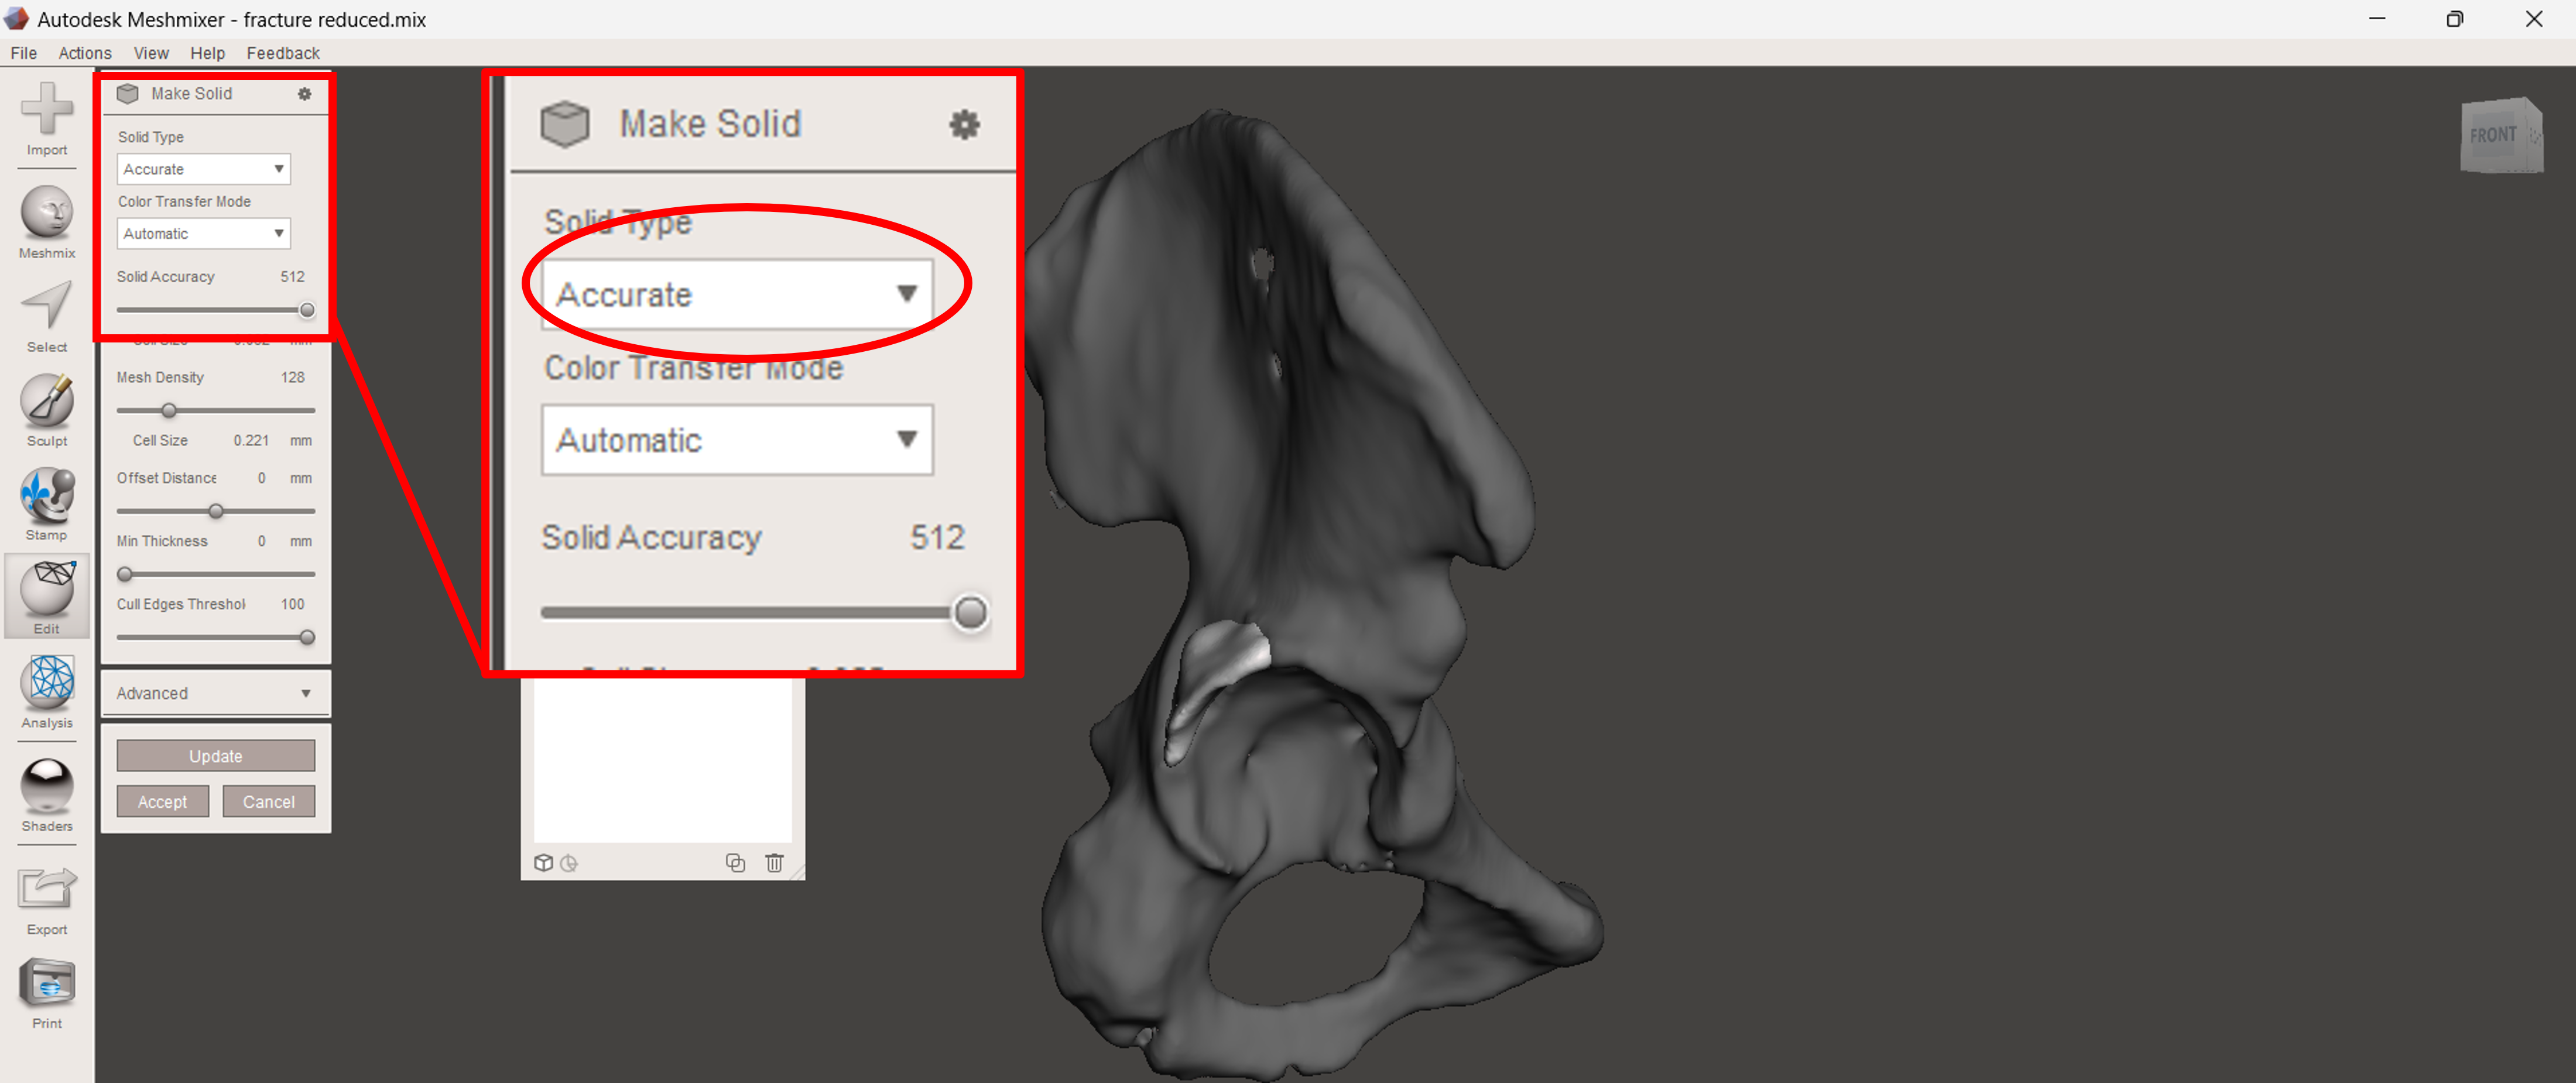 Autodesk Meshmixer - fracture reduced.mix
File Actions View Help Feedback
Import
Meshmix
Select
Sculpt
Stamp
Edit
Analysis
Shaders
Export
Print
Make Solid
Solid Type
Accurate
Color Transfer Mode
Automatic
Solid Accuracy 512
Mesh Density 128
Cell Size 0.221 mm
Offset Distance 0 mm
Min Thickness 0 mm
Cull Edges Threshol 100
Advanced
Update
Accept Cancel
Make Solid
Solid Type
Accurate
Color Transfer Mode
Automatic
Solid Accuracy 512
FRONT